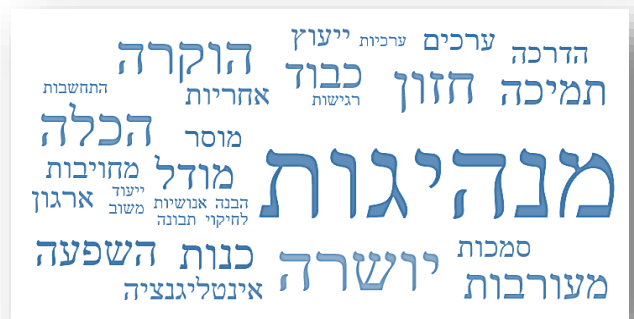 הוקרה ייעוץ ערכיות ערכים הדרכה
התחשבות אחריות כבוד רגישות חזון תמיכה
הכלה מוסר
מנהיגות
מחויבות מודל
ארגון ייעוד משוב אנושיות הבנה
תבונה לחיקוי
השפעה כנות יושרה סמכות
אינטליגנציה מעורבות